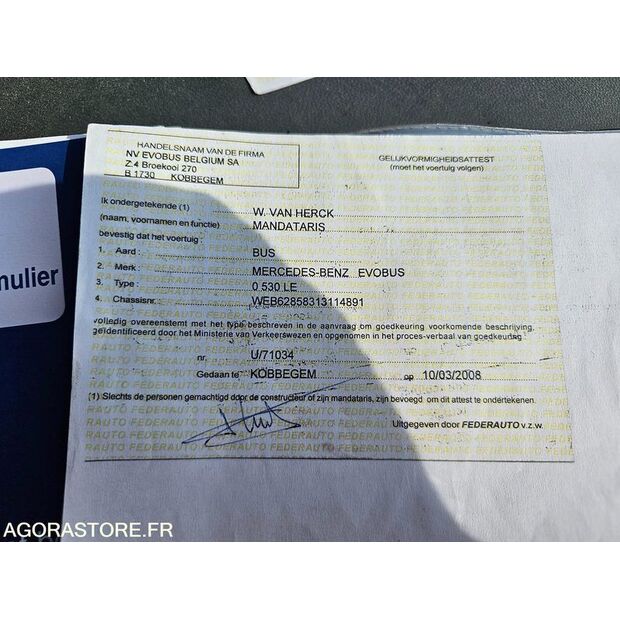 HANDELSNAAM VAN DE FIRMA
NV EVOBUS BELGIUM SA
Z.4 Broekooi 270
B 1730 KOBBEGEM
GELIJKVORMIGHEIDSATTEST
(moet het voertuig volgen)
Ik ondergetekende (1) W. VAN HERCK
(naam, voornamen en functie) MANDATARIS
bevestig dat het voertuig :
1. Aard : BUS
2. Merk : MERCEDES-BENZ EVOBUS
3. Type : 0 530 LE
4. Chassisnr. WEB62858313114891
volledig overeenstemt met het type beschreven in de aanvraag om goedkeuring voorkomende beschrijving,
geïdentificeerd door het Ministerie van Verkeerswezen en opgenomen in het proces-verbaal van goedkeuring
nr. U/71034
Gedaan te KOBBEGEM op 10/03/2008
(1) Slechts de personen gemachtigd door de constructeur of zijn mandataris, zijn bevoegd om dit attest te ondertekenen.
Uitgegeven door FEDERAUTO v.z.w.
mulier
AGORASTORE.FR